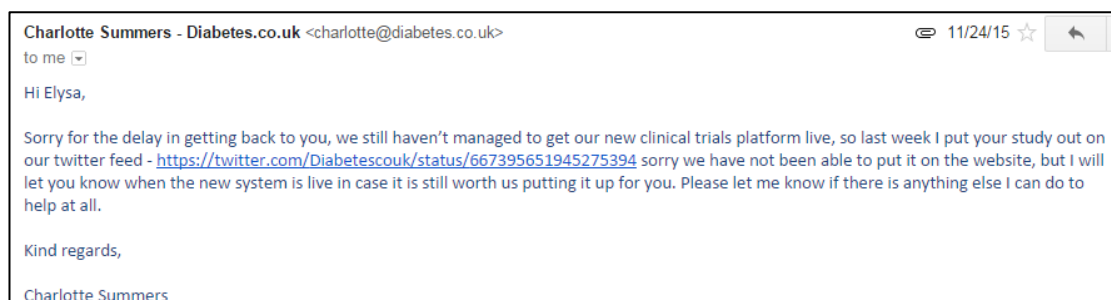 Charlotte Summers - Diabetes.co.uk <charlotte@diabetes.co.uk> 11/24/15
to me
Hi Elysa,
Sorry for the delay in getting back to you, we still haven't managed to get our new clinical trials platform live, so last week I put your study out on
our twitter feed - https://twitter.com/Diabetescouk/status/667395651945275394 sorry we have not been able to put it on the website, but I will
let you know when the new system is live in case it is still worth us putting it up for you. Please let me know if there is anything else I can do to
help at all.
Kind regards,
Charlotte Summers